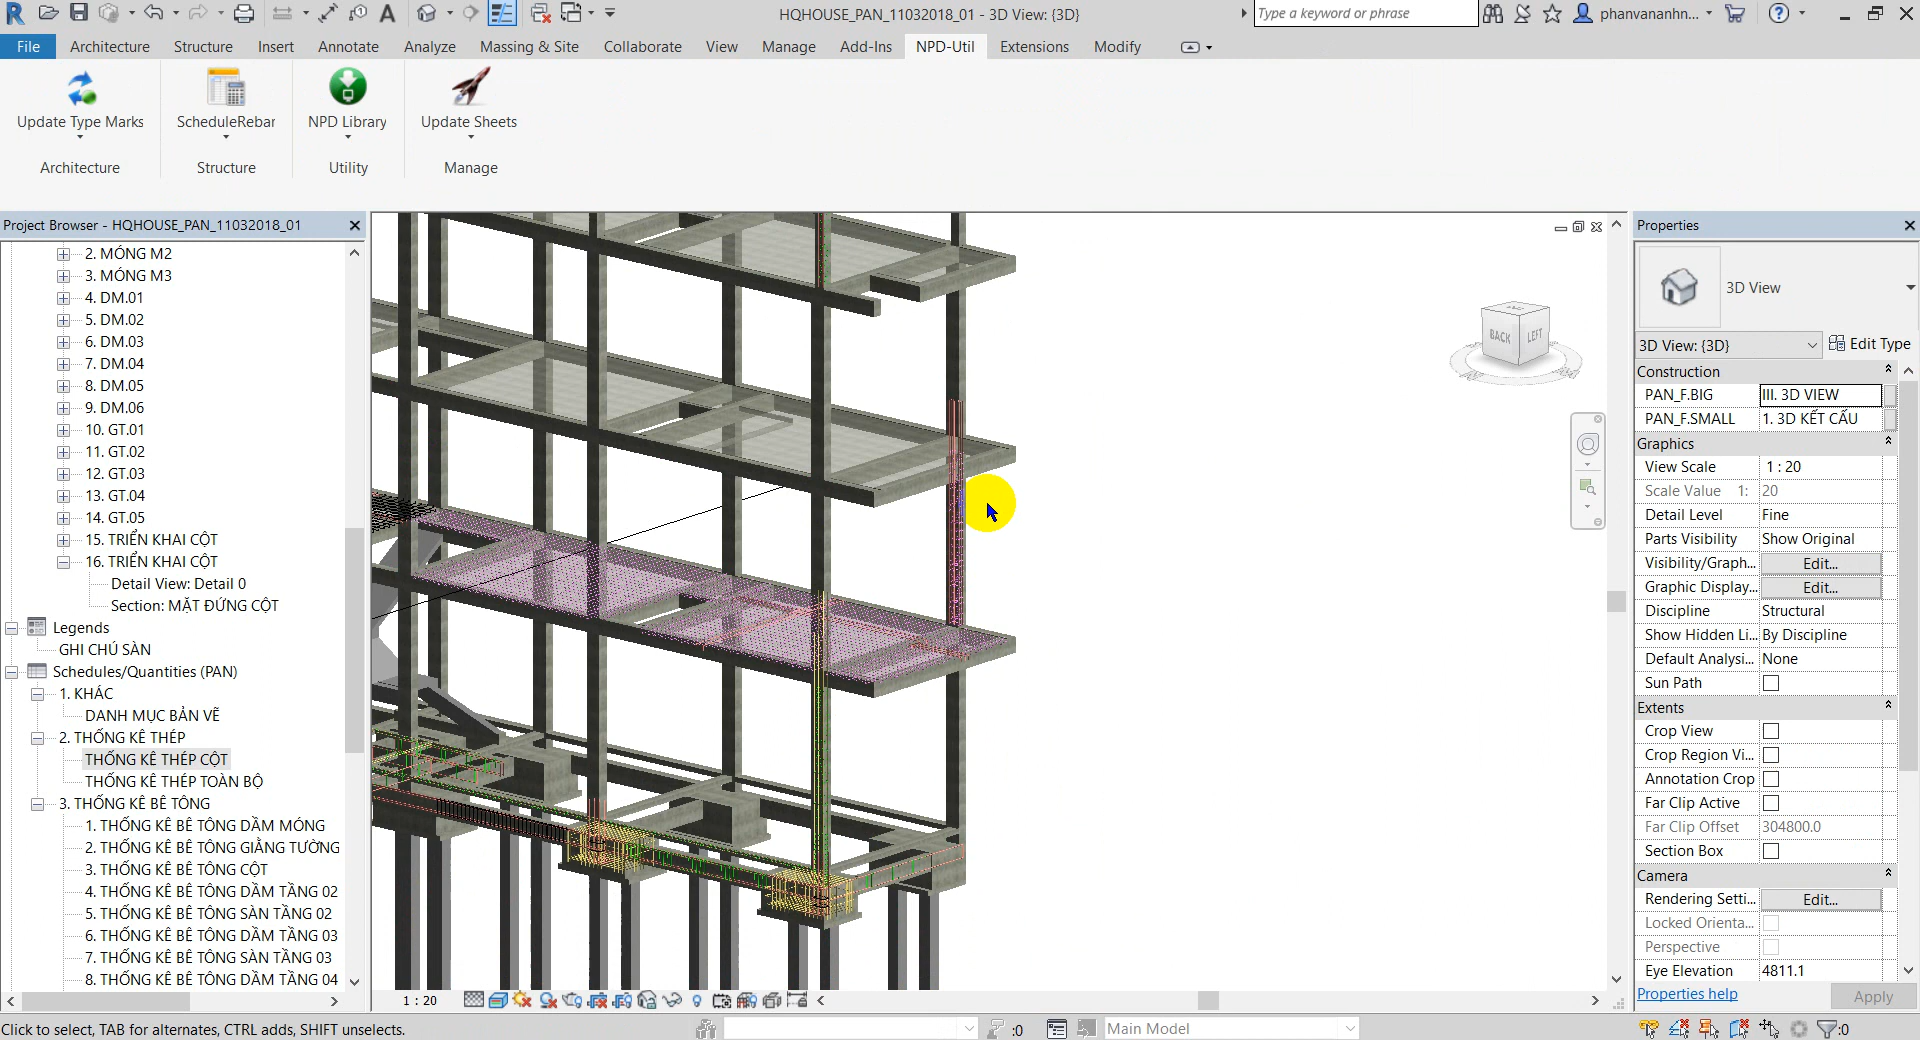 HQHOUSE_PAN_11032018_01 - 3D View: {3D}
Type a keyword or phrase
phanvananhn...
File Architecture Structure Insert Annotate Analyze Massing & Site Collaborate View Manage Add-Ins NPD-Util Extensions Modify
Update Type Marks
ScheduleRebar
NPD Library
Update Sheets
Architecture
Structure
Utility
Manage
Project Browser - HQHOUSE_PAN_11032018_01
2. MÓNG M2
3. MÓNG M3
4. DM.01
5. DM.02
6. DM.03
7. DM.04
8. DM.05
9. DM.06
10. GT.01
11. GT.02
12. GT.03
13. GT.04
14. GT.05
15. TRIỂN KHAI CỘT
16. TRIỂN KHAI CỘT
Detail View: Detail 0
Section: MẶT ĐỨNG CỘT
Legends
GHI CHÚ SÀN
Schedules/Quantities (PAN)
1. KHÁC
DANH MỤC BẢN VẼ
2. THỐNG KÊ THÉP
THỐNG KÊ THÉP CỘT
THỐNG KÊ THÉP TOÀN BỘ
3. THỐNG KÊ BÊ TÔNG
1. THỐNG KÊ BÊ TÔNG DẦM MÓNG
2. THỐNG KÊ BÊ TÔNG GIẰNG TƯỜNG
3. THỐNG KÊ BÊ TÔNG CỘT
4. THỐNG KÊ BÊ TÔNG DẦM TẦNG 02
5. THỐNG KÊ BÊ TÔNG SÀN TẦNG 02
6. THỐNG KÊ BÊ TÔNG DẦM TẦNG 03
7. THỐNG KÊ BÊ TÔNG SÀN TẦNG 03
8. THỐNG KÊ BÊ TÔNG DẦM TẦNG 04
BACK
LEFT
1 : 20
Properties
3D View
3D View: {3D}
Edit Type
Construction
PAN_F.BIG III. 3D VIEW
PAN_F.SMALL 1. 3D KẾT CẤU
Graphics
View Scale 1 : 20
Scale Value 1: 20
Detail Level Fine
Parts Visibility Show Original
Visibility/Graph... Edit...
Graphic Display... Edit...
Discipline Structural
Show Hidden Li... By Discipline
Default Analysi... None
Sun Path
Extents
Crop View
Crop Region Vi...
Annotation Crop
Far Clip Active
Far Clip Offset 304800.0
Section Box
Camera
Rendering Setti... Edit...
Locked Orienta...
Perspective
Eye Elevation 4811.1
Properties help
Apply
Click to select, TAB for alternates, CTRL adds, SHIFT unselects.
:0
Main Model
:0